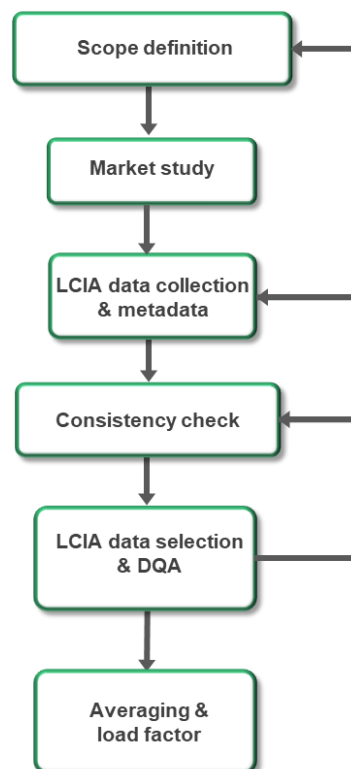 Scope definition
Market study
LCIA data collection
& metadata
Consistency check
LCIA data selection
& DQA
Averaging &
load factor